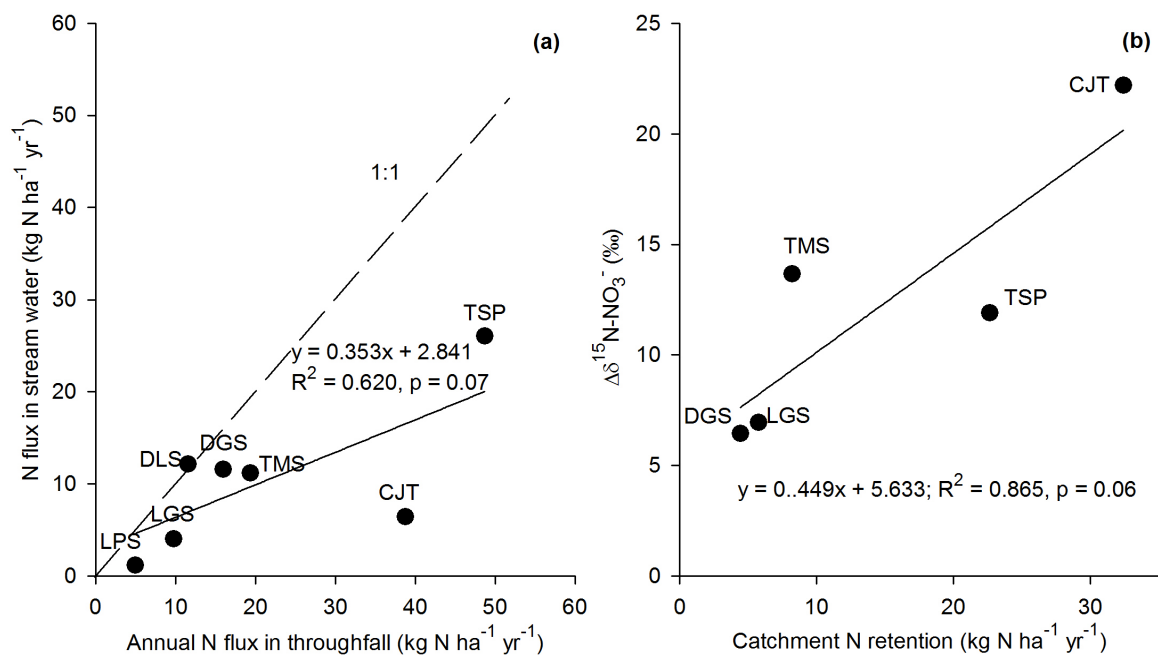 (a)
60
50
40
30
20
10
0
N flux in stream water (kg N ha⁻¹ yr⁻¹)
1:1
TSP
y = 0.353x + 2.841
R² = 0.620, p = 0.07
DGS
DLS
TMS
CJT
LGS
LPS
0 10 20 30 40 50 60
Annual N flux in throughfall (kg N ha⁻¹ yr⁻¹)
(b)
25
20
15
10
5
0
Δδ¹⁵N-NO₃⁻ (‰)
CJT
TMS
TSP
DGS
LGS
y = 0..449x + 5.633; R² = 0.865, p = 0.06
0 10 20 30
Catchment N retention (kg N ha⁻¹ yr⁻¹)